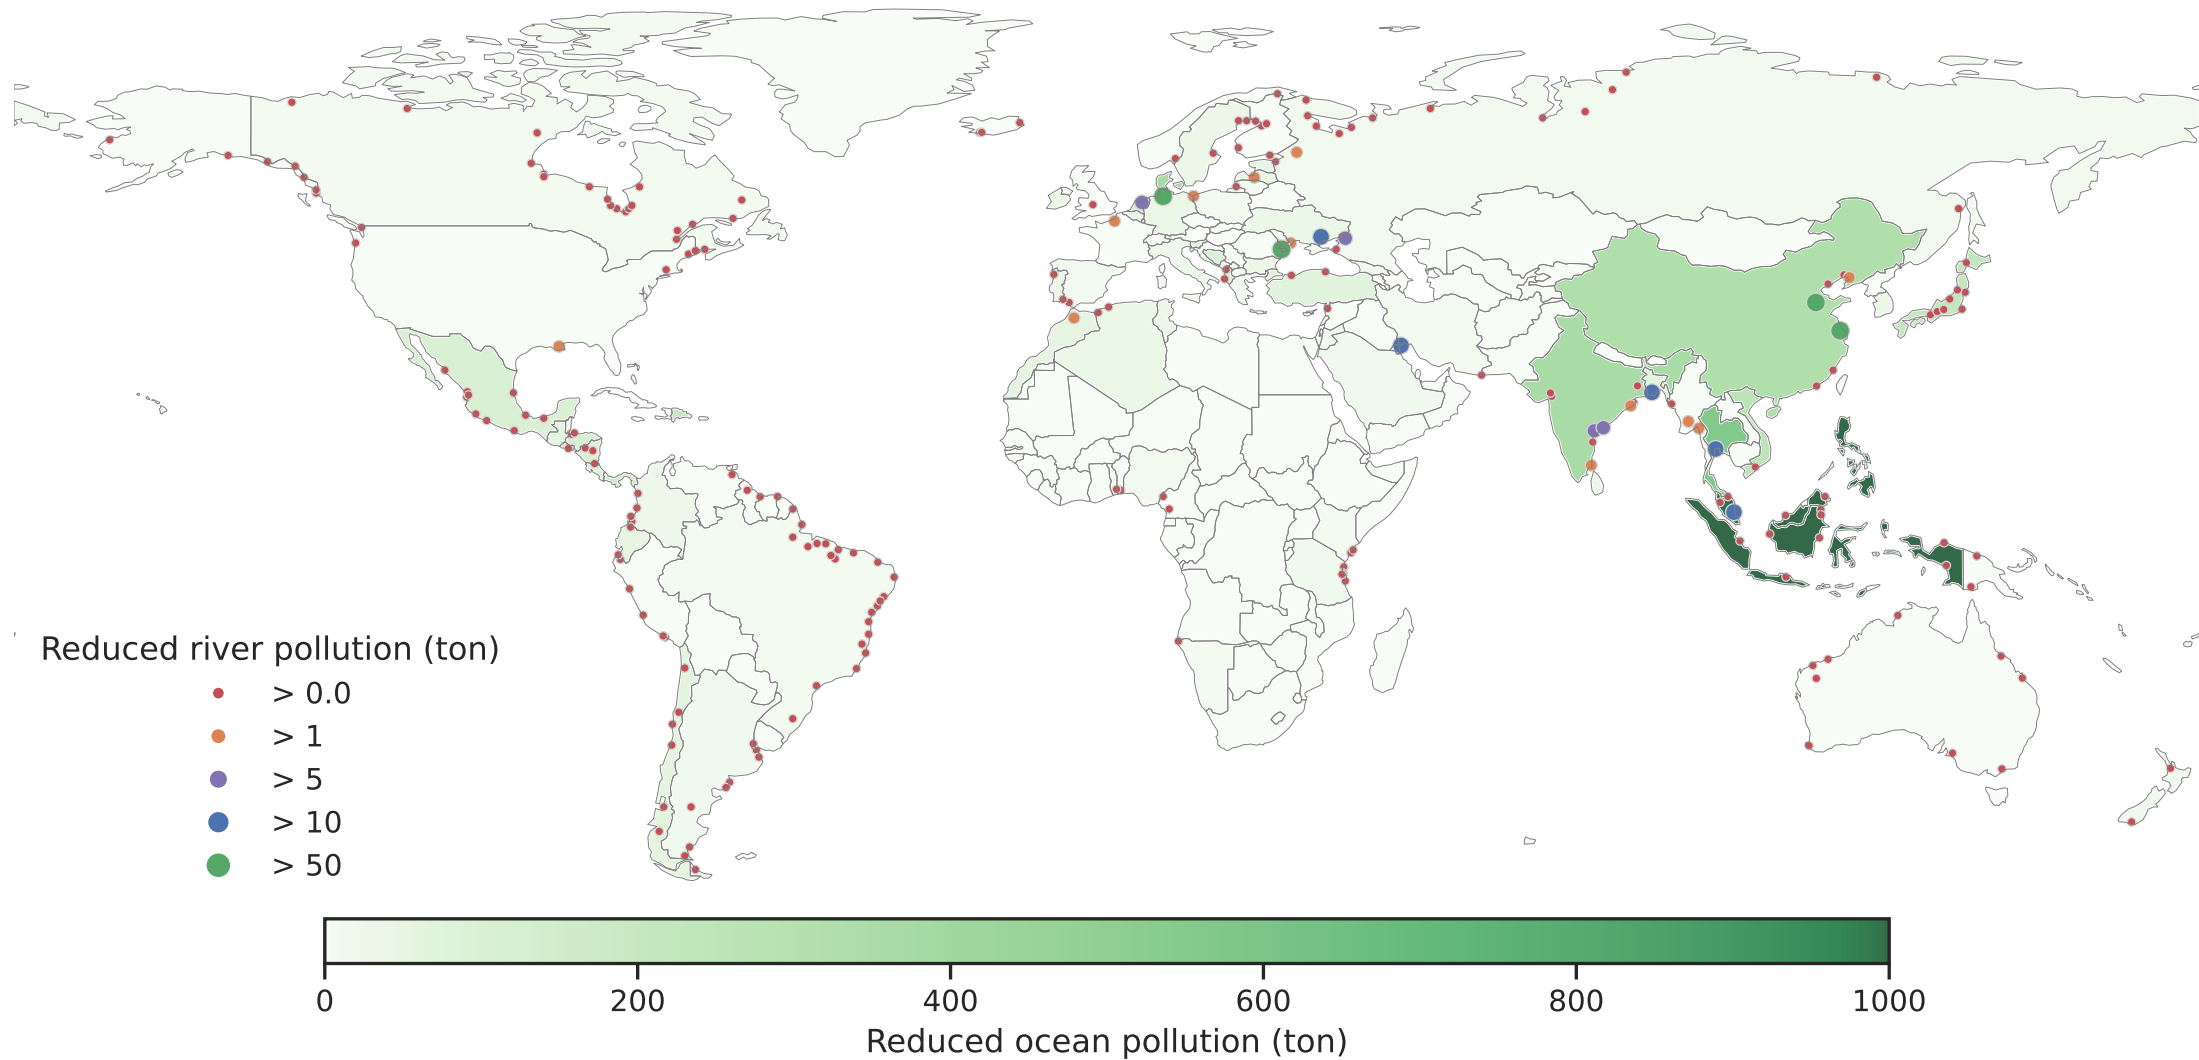 Reduced river pollution (ton)
> 0.0
> 1
> 5
> 10
> 50
0 200 400 600 800 1000
Reduced ocean pollution (ton)